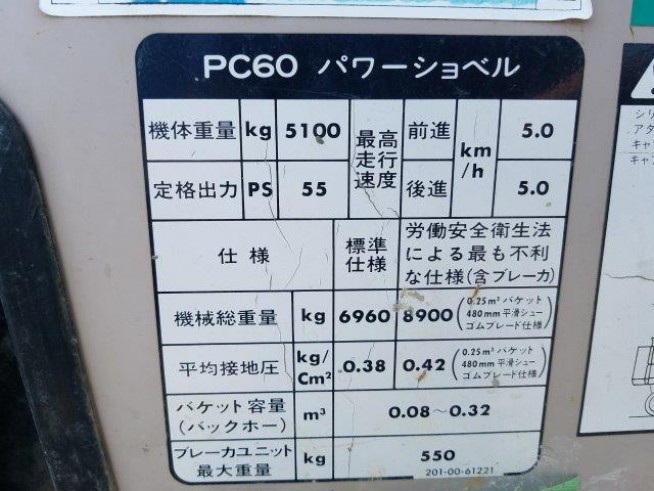 PC60 パワーショベル
機体重量 kg 5100 最高走行速度 前進 km/h 5.0
定格出力 PS 55 後進 5.0
仕様 標準仕様 労働安全衛生法による最も不利な仕様(含ブレーカ)
機械総重量 kg 6960 8900 (0.25m³バケット 480mm平滑シュー ゴムブレード仕様)
平均接地圧 kg/Cm² 0.38 0.42 (0.25m³バケット 480mm平滑シュー ゴムブレード仕様)
バケット容量(バックホー) m³ 0.08~0.32
ブレーカユニット最大重量 kg 550
201-00-61221
シリ
アタ
キャ
キャ